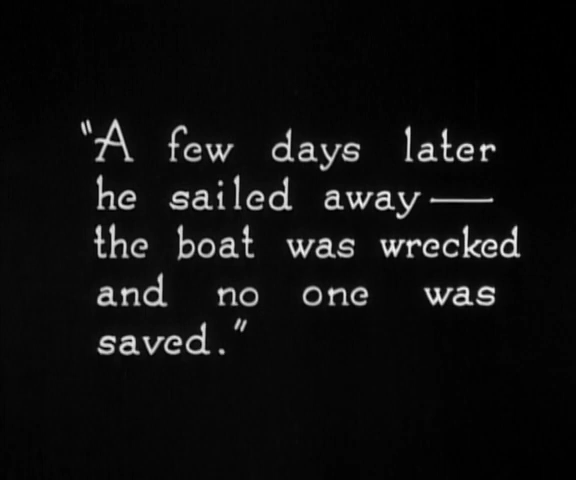 "A few days later
he sailed away—
the boat was wrecked
and no one was
saved."